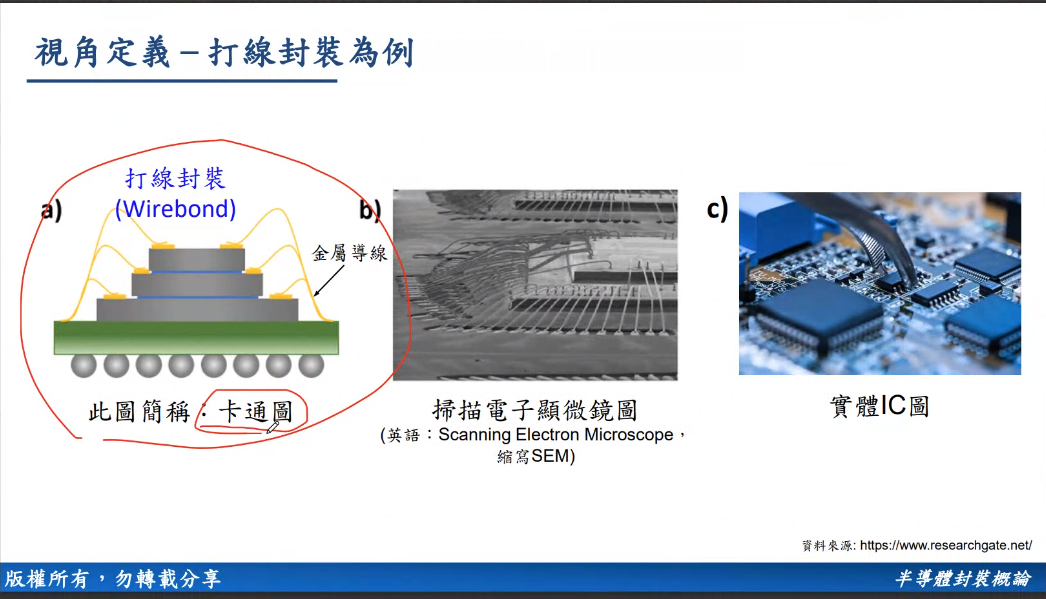 視角定義－打線封裝為例
a)
打線封裝
(Wirebond)
金屬導線
此圖簡稱：卡通圖
b)
掃描電子顯微鏡圖
(英語：Scanning Electron Microscope，
縮寫SEM)
c)
實體IC圖
資料來源: https://www.researchgate.net/
版權所有，勿轉載分享
半導體封裝概論